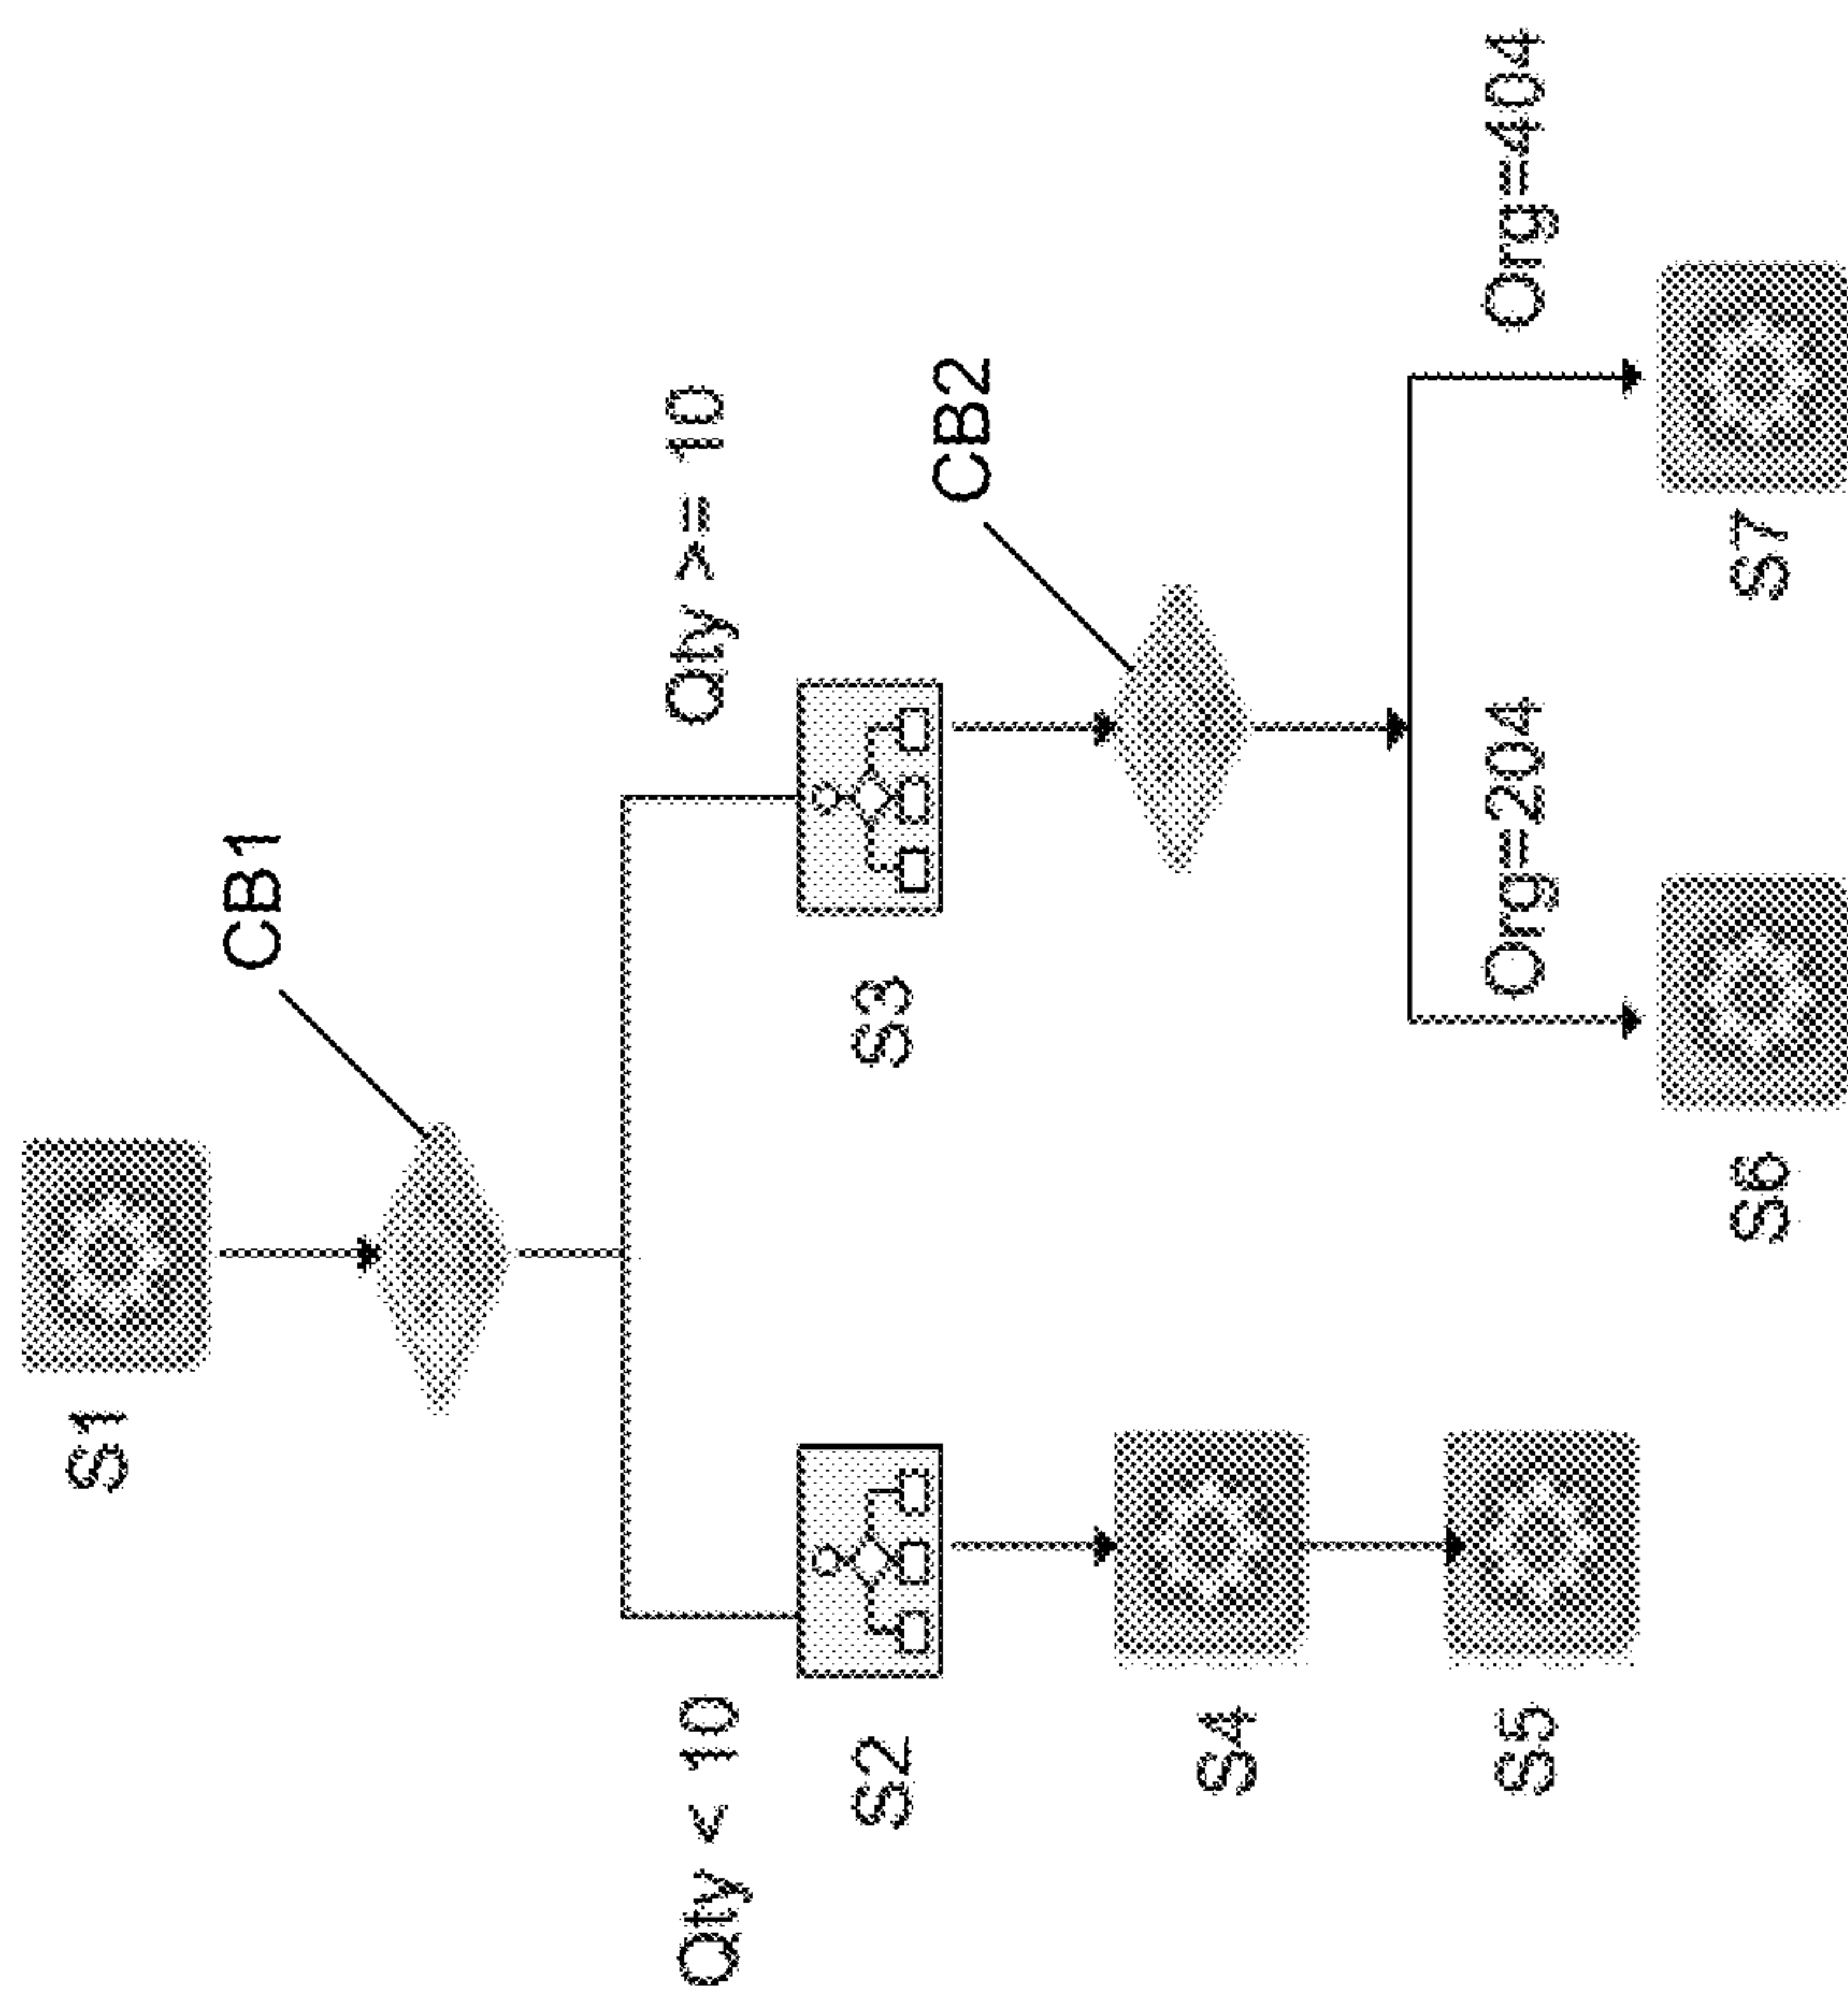 S1
CB1
Qty < 10
Qty >= 10
S2
S3
CB2
S4
S5
Org=204
Org=404
S6
S7